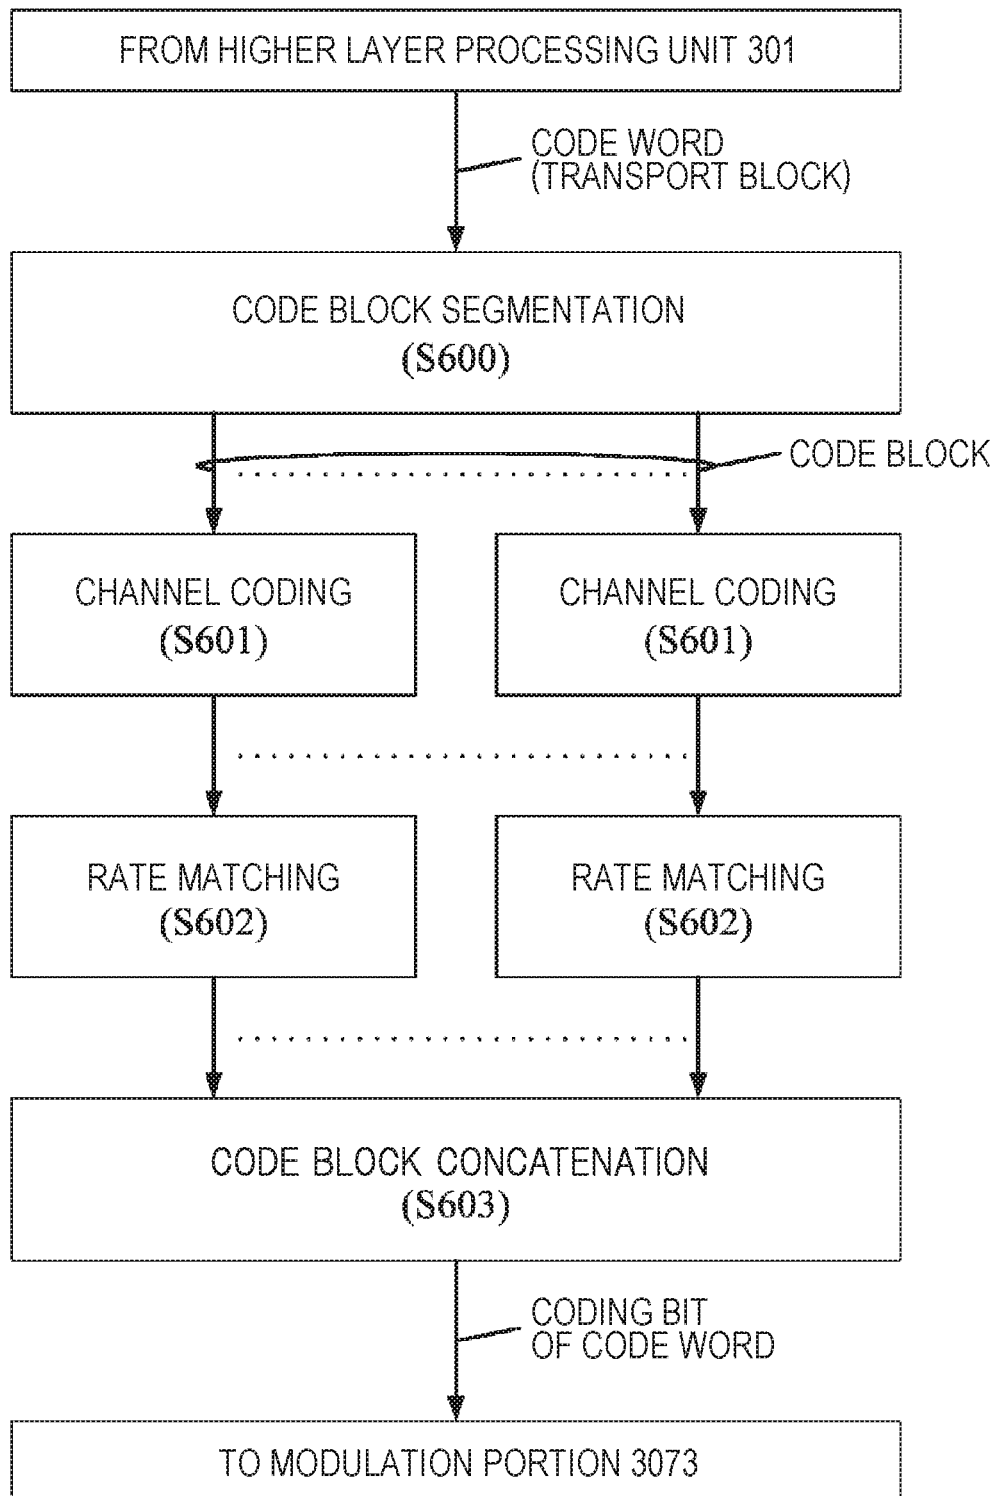 FROM HIGHER LAYER PROCESSING UNIT 301
CODE WORD
(TRANSPORT BLOCK)
CODE BLOCK SEGMENTATION
(S600)
CODE BLOCK
CHANNEL CODING
(S601)
CHANNEL CODING
(S601)
RATE MATCHING
(S602)
RATE MATCHING
(S602)
CODE BLOCK CONCATENATION
(S603)
CODING BIT
OF CODE WORD
TO MODULATION PORTION 3073